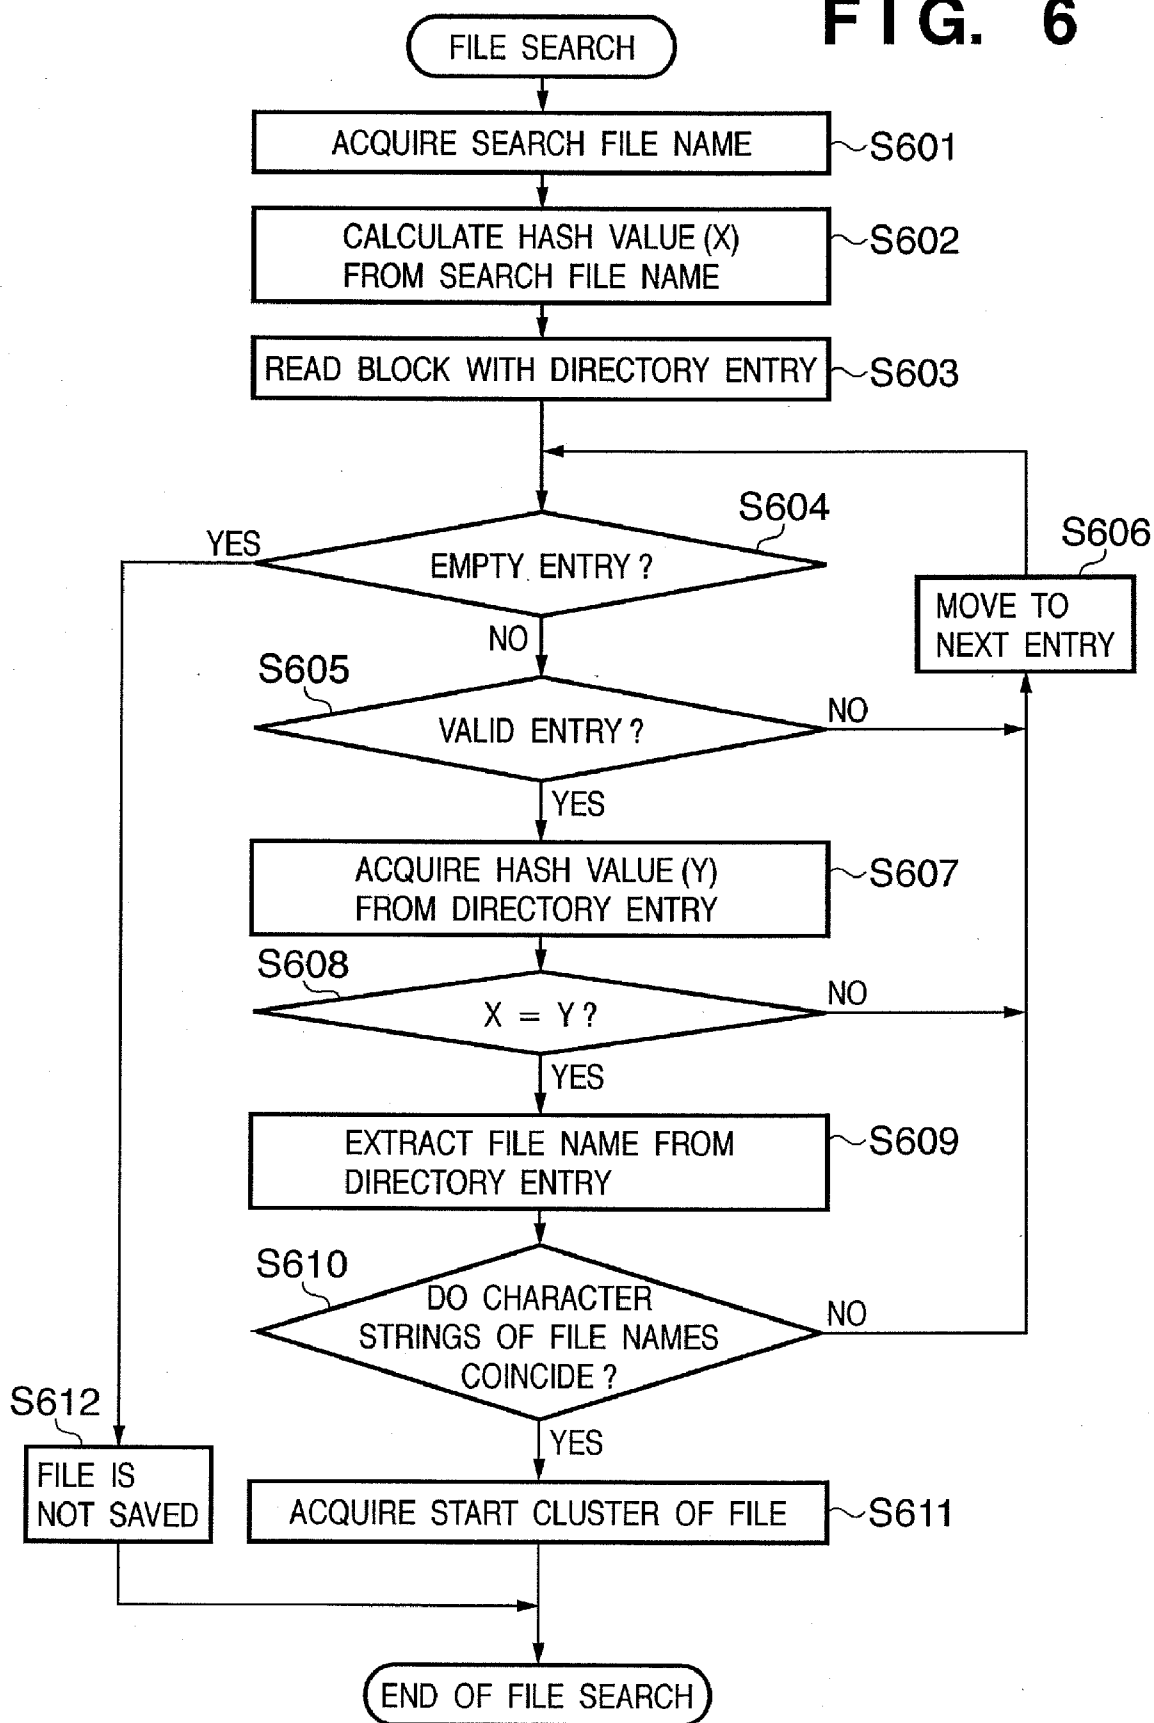 FIG. 6
FILE SEARCH
ACQUIRE SEARCH FILE NAME
S601
CALCULATE HASH VALUE (X)
FROM SEARCH FILE NAME
S602
READ BLOCK WITH DIRECTORY ENTRY
S603
S604
YES
EMPTY ENTRY ?
NO
S606
MOVE TO
NEXT ENTRY
S605
VALID ENTRY ?
NO
YES
ACQUIRE HASH VALUE (Y)
FROM DIRECTORY ENTRY
S607
S608
X = Y ?
NO
YES
EXTRACT FILE NAME FROM
DIRECTORY ENTRY
S609
S610
DO CHARACTER
STRINGS OF FILE NAMES
COINCIDE ?
NO
YES
S612
FILE IS
NOT SAVED
ACQUIRE START CLUSTER OF FILE
S611
END OF FILE SEARCH